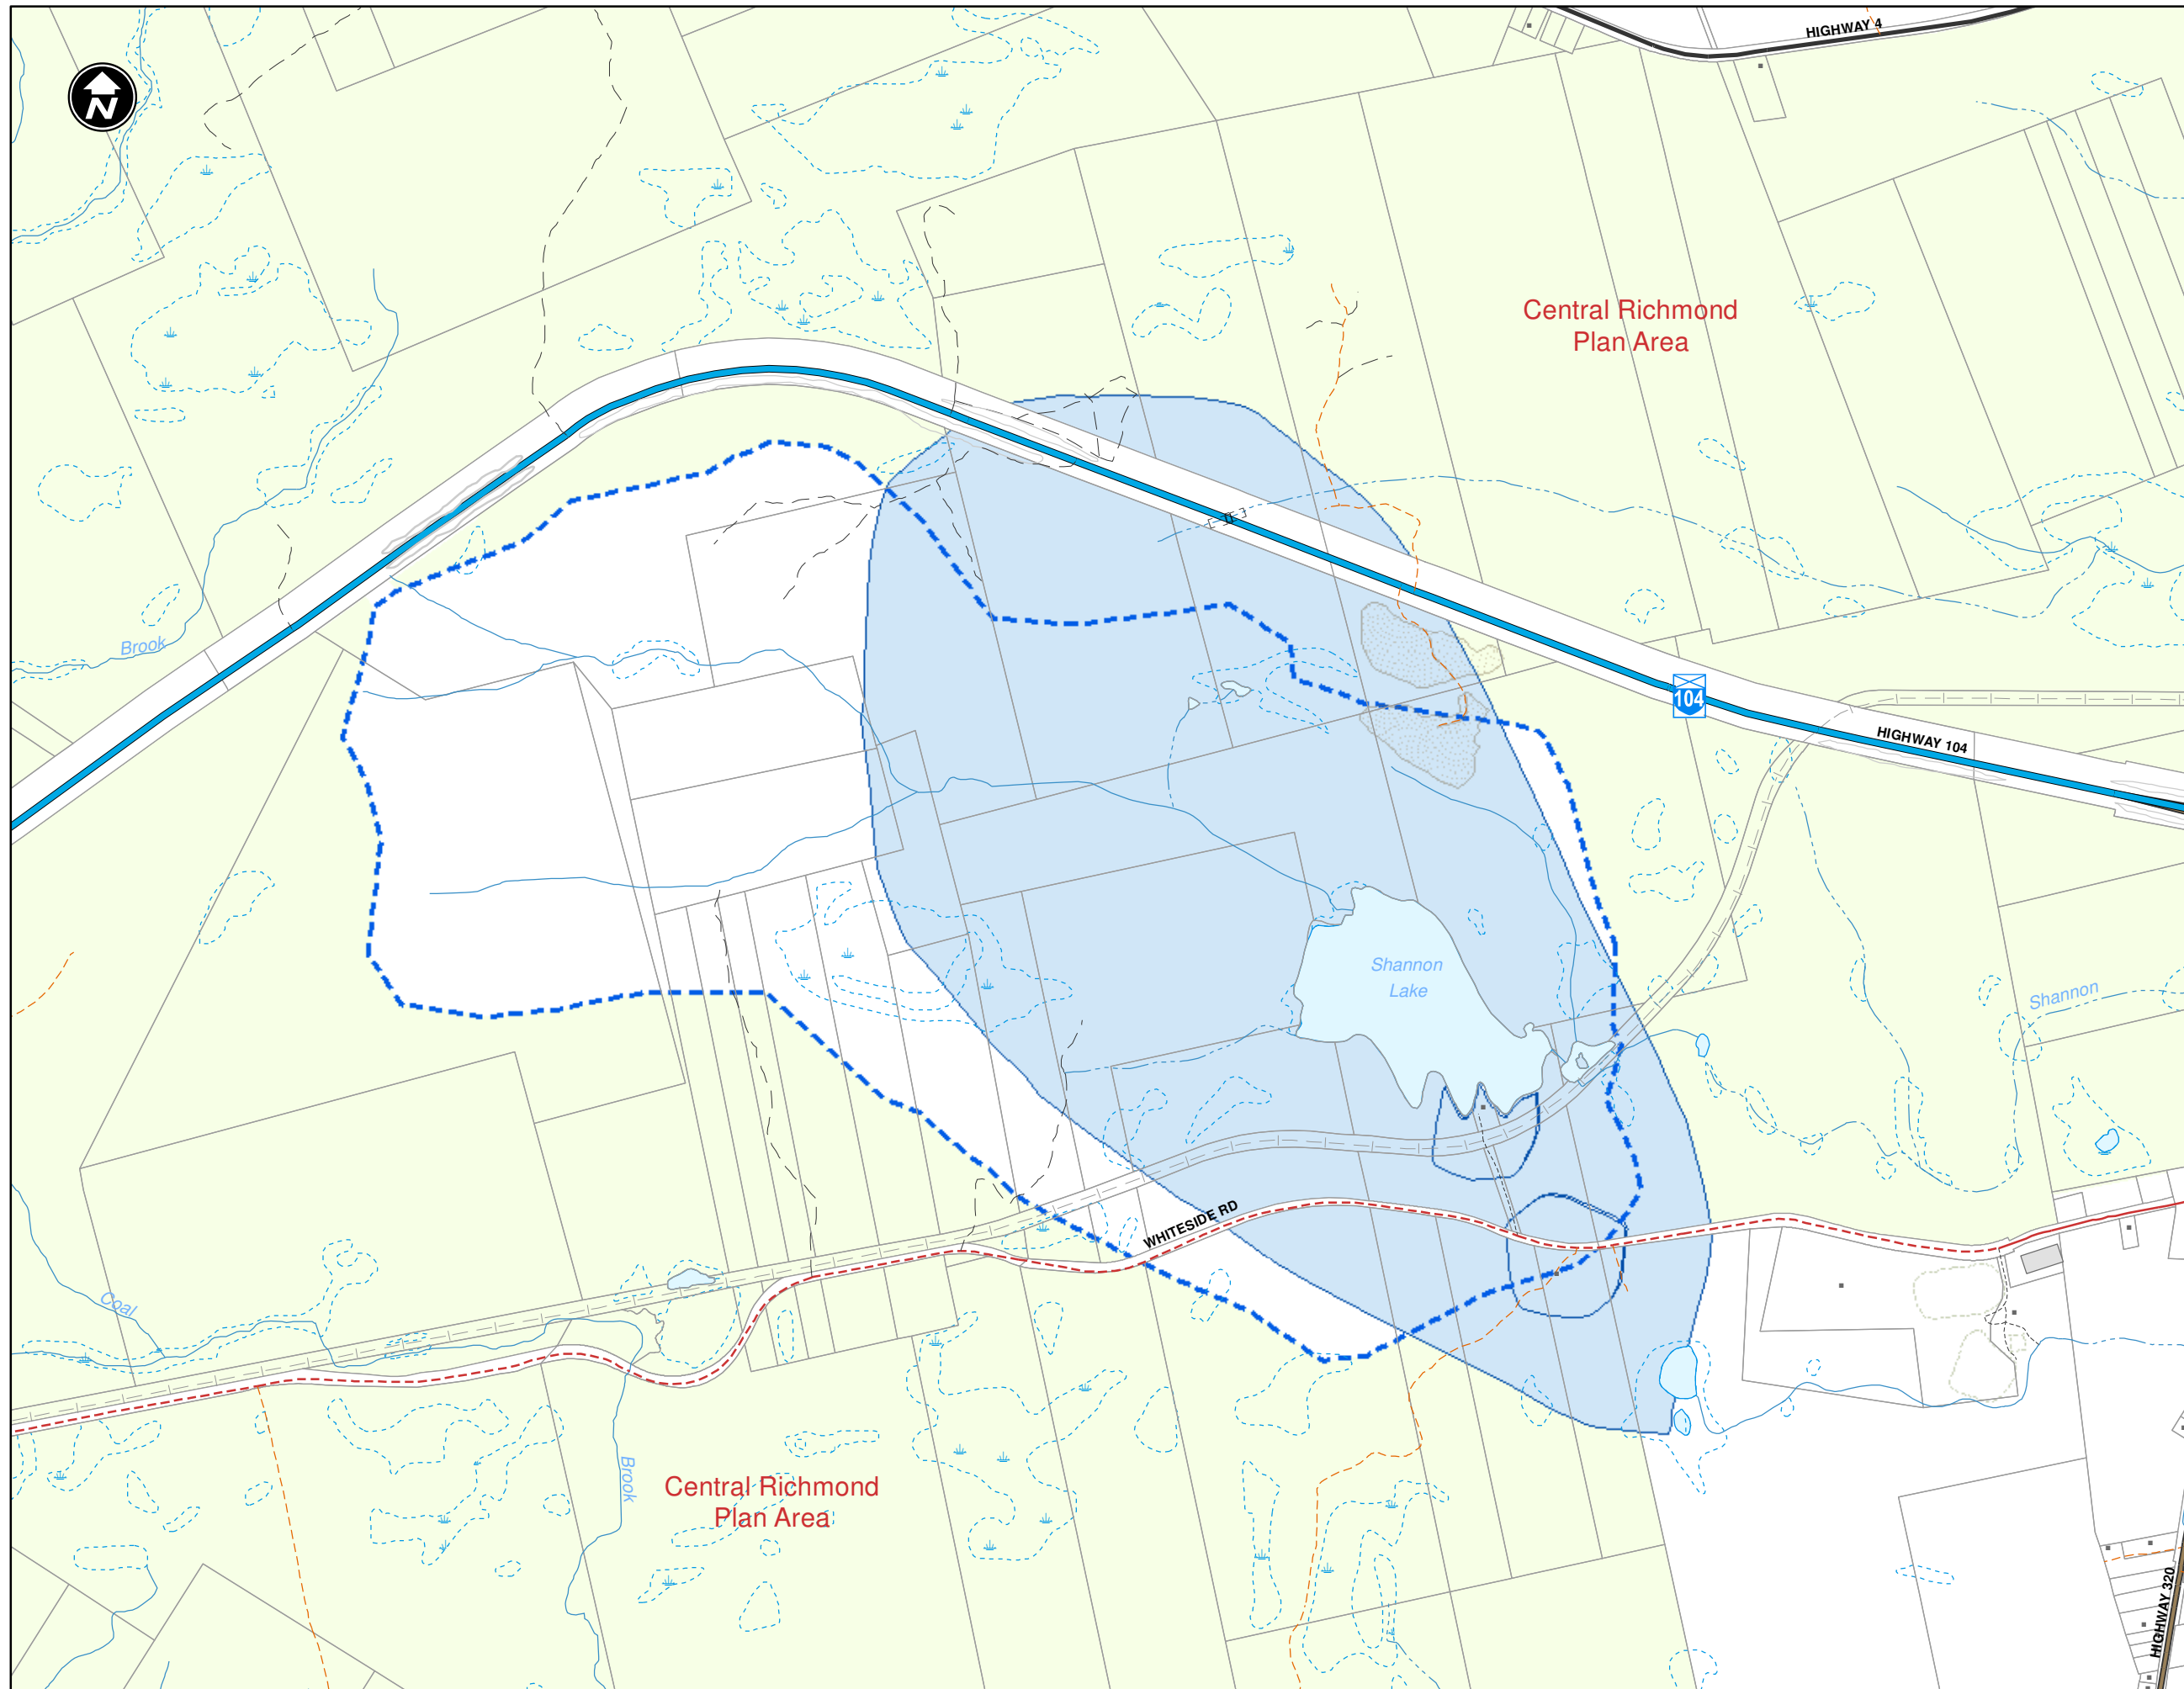 HIGHWAY 4
N
Central Richmond
Plan Area
Brook
104
HIGHWAY 104
Shannon
Lake
Shannon
WHITESIDE RD
Coal
Brook
Central Richmond
Plan Area
HIGHWAY 320